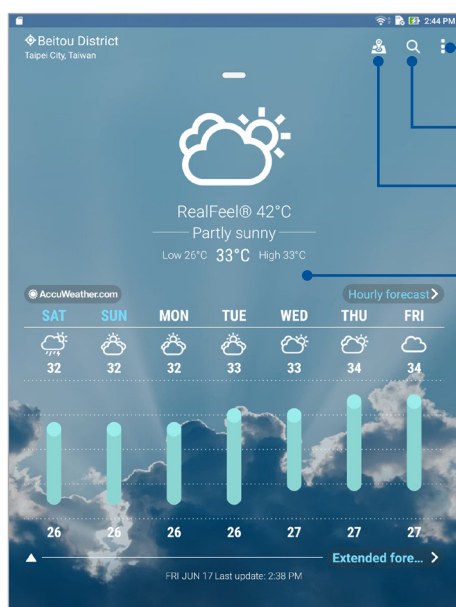 2:44 PM
Beitou District
Taipei City, Taiwan
RealFeel® 42°C
Partly sunny
Low 26°C 33°C High 33°C
AccuWeather.com Hourly forecast
SAT SUN MON TUE WED THU FRI
32 32 32 33 33 34 34
26 26 26 26 27 27 27
Extended fore...
FRI JUN 17 Last update: 2:38 PM